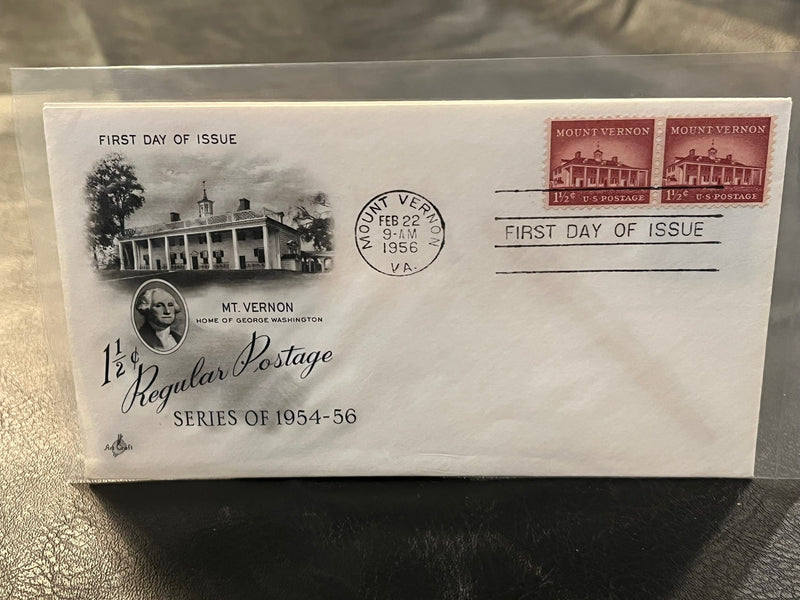 FIRST DAY OF ISSUE
MT. VERNON
HOME OF GEORGE WASHINGTON
1½¢
Regular Postage
SERIES OF 1954-56
Art Craft
MOUNT VERNON
FEB 22
9-AM
1956
VA.
MOUNT VERNON
1½¢ U·S·POSTAGE
MOUNT VERNON
1½¢ U·S·POSTAGE
FIRST DAY OF ISSUE